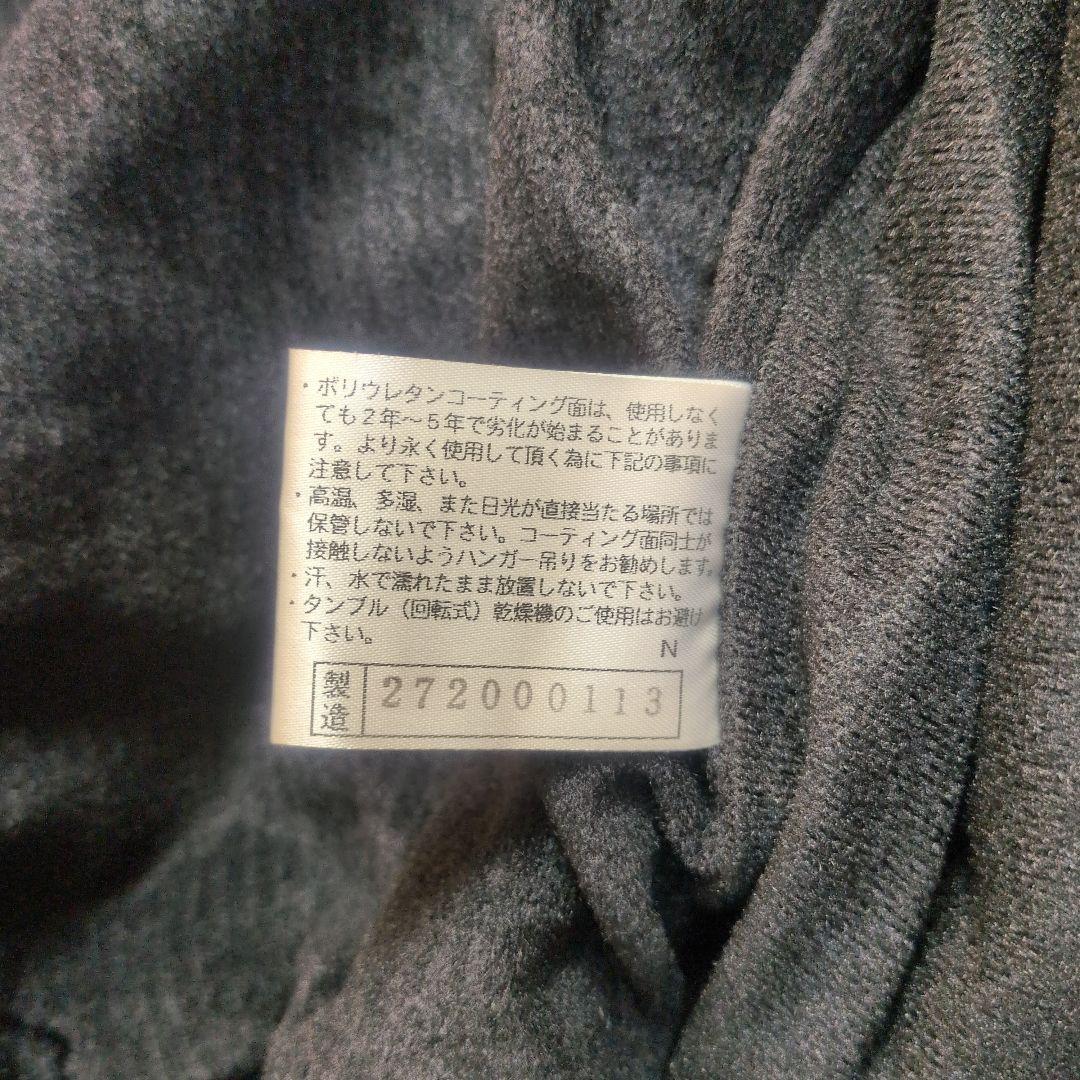 ・ポリウレタンコーティング面は、使用しなく
ても２年～５年で劣化が始まることがありま
す。より永く使用して頂く為に下記の事項に
注意して下さい。
・高温、多湿、また日光が直接当たる場所では
保管しないで下さい。コーティング面同士が
接触しないようハンガー吊りをお勧めします。
・汗、水で濡れたまま放置しないで下さい。
・タンブル（回転式）乾燥機のご使用はお避け
下さい。
N
製造 272000113